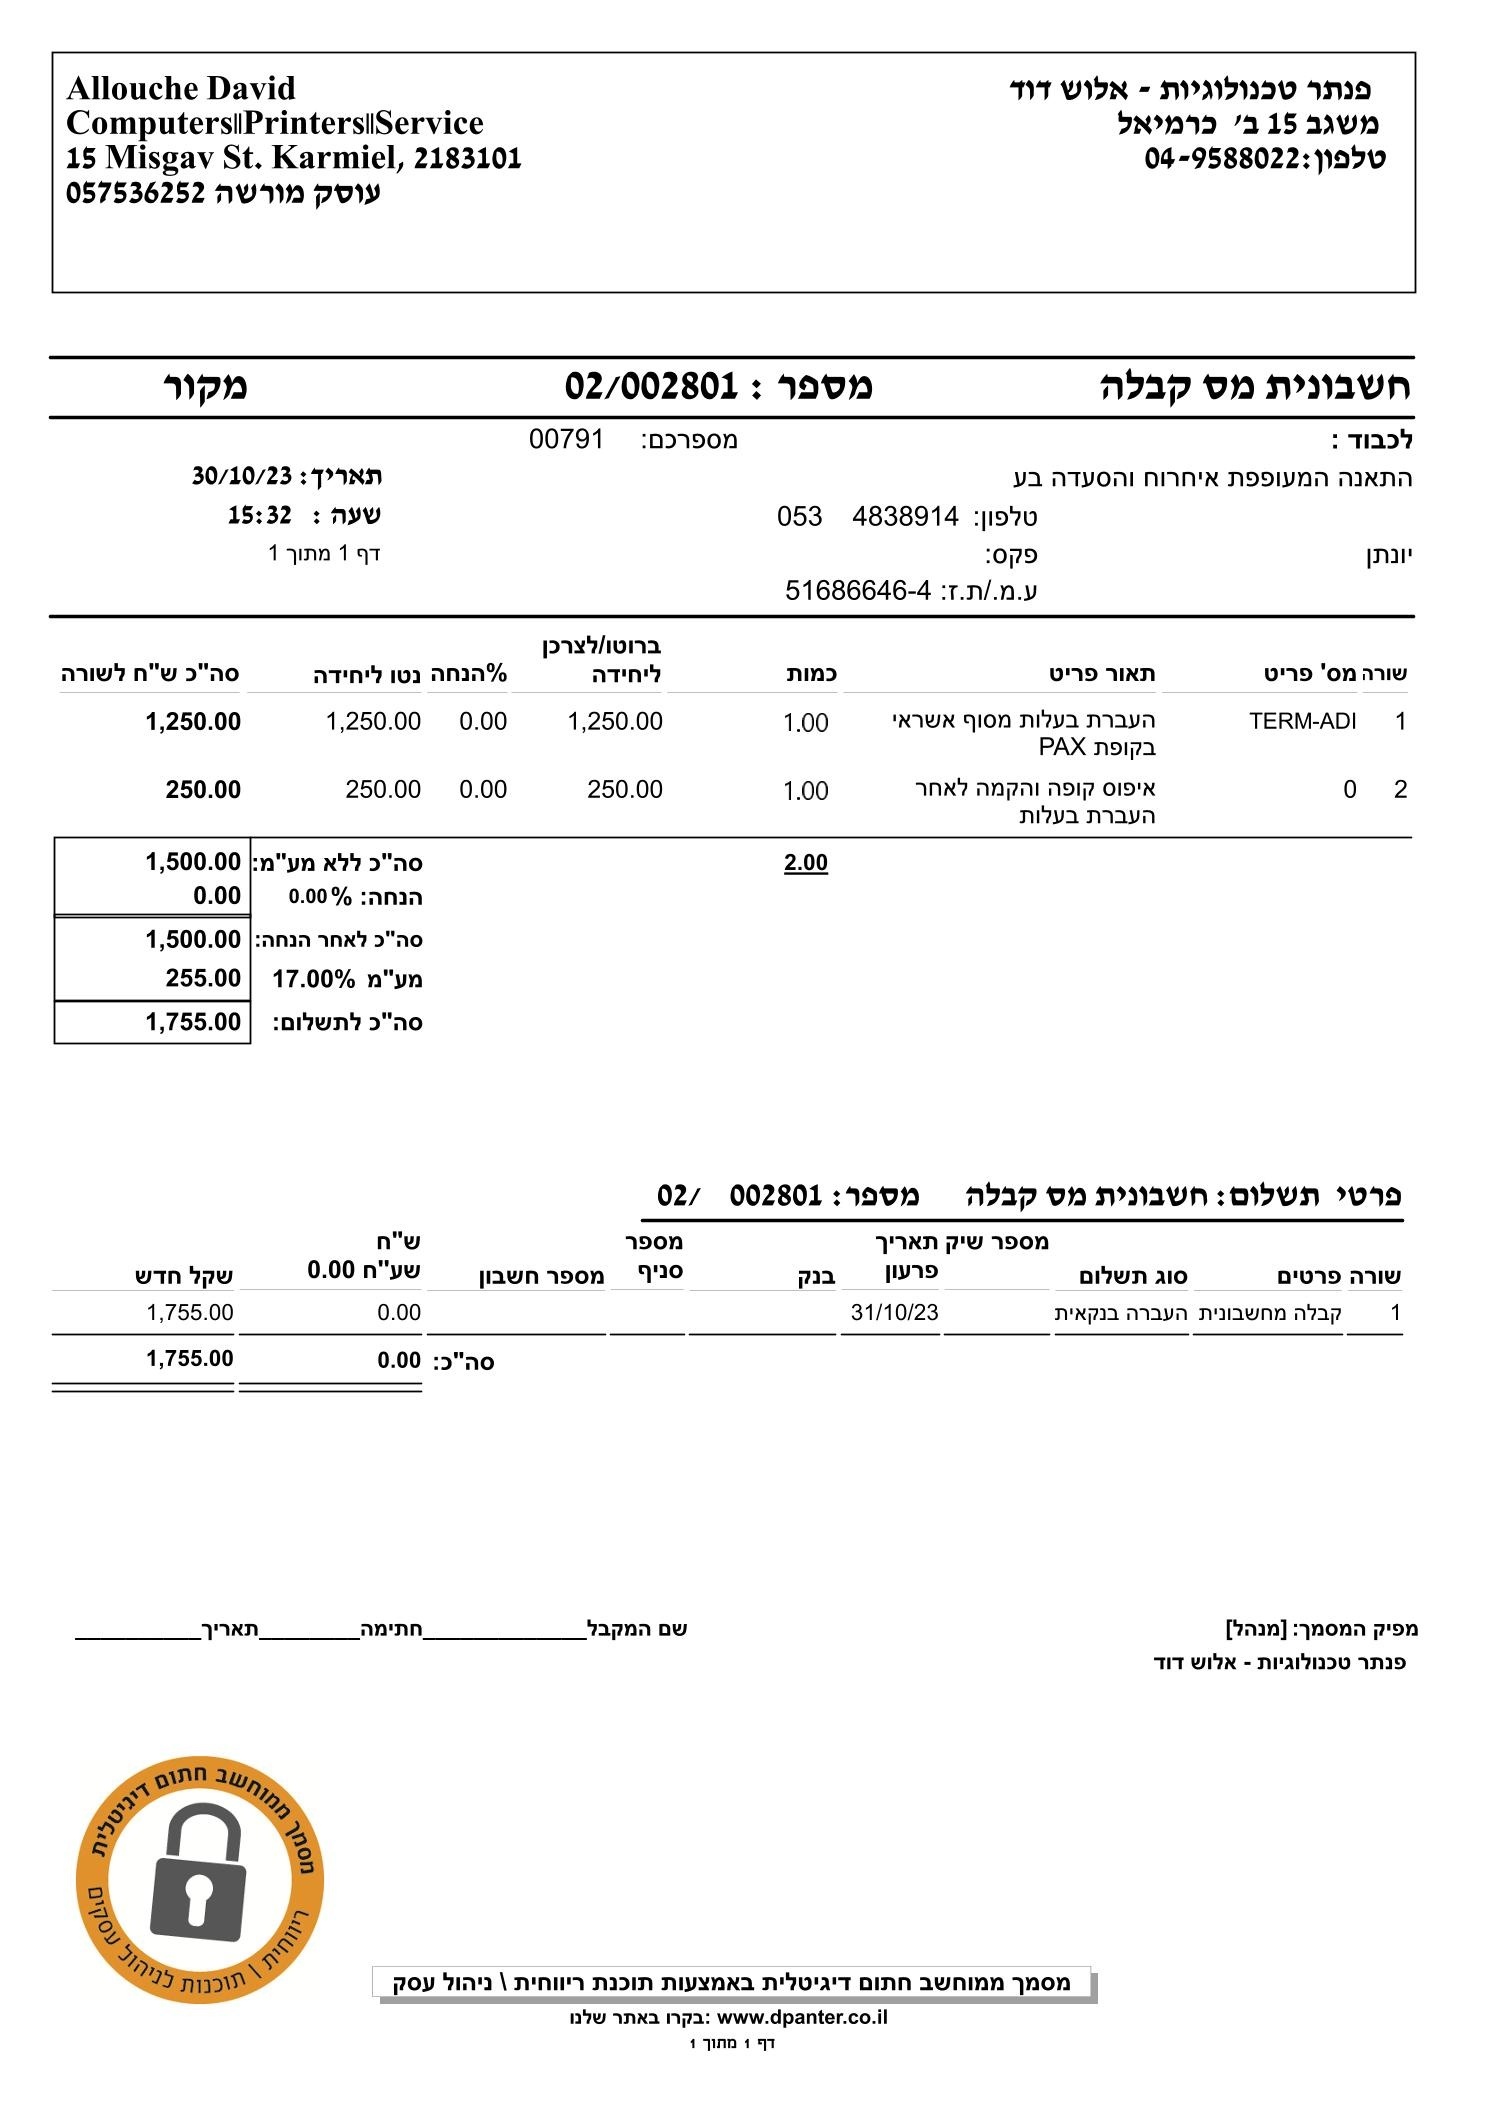 פנתר טכנולוגיות - אלוש דוד
משגב 15 ב' כרמיאל
טלפון:04-9588022
Allouche David
Computers||Printers||Service
15 Misgav St. Karmiel, 2183101
עוסק מורשה 057536252
חשבונית מס קבלה מספר : 02/002801 מקור
לכבוד : מספרכם: 00791
התאנה המעופפת איחרוח והסעדה בע תאריך: 30/10/23
טלפון: 053 4838914 שעה : 15:32
יונתן פקס: דף 1 מתוך 1
ע.מ./ת.ז: 51686646-4
שורה מס' פריט תאור פריט כמות ברוטו/לצרכן ליחידה %הנחה נטו ליחידה סה"כ ש"ח לשורה
1 TERM-ADI העברת בעלות מסוף אשראי 1.00 1,250.00 0.00 1,250.00 1,250.00
בקופת PAX
2 0 איפוס קופה והקמה לאחר 1.00 250.00 0.00 250.00 250.00
העברת בעלות
2.00 סה"כ ללא מע"מ: 1,500.00
הנחה: % 0.00 0.00
סה"כ לאחר הנחה: 1,500.00
מע"מ 17.00% 255.00
סה"כ לתשלום: 1,755.00
פרטי תשלום: חשבונית מס קבלה מספר: 002801 /02
שורה פרטים סוג תשלום מספר שיק תאריך פרעון בנק מספר סניף מספר חשבון ש"ח שע"ח 0.00 שקל חדש
1 קבלה מחשבונית העברה בנקאית 31/10/23 0.00 1,755.00
סה"כ: 0.00 1,755.00
מפיק המסמך: [מנהל] שם המקבל_____________חתימה________תאריך__________
פנתר טכנולוגיות - אלוש דוד
מסמך ממוחשב חתום דיגיטלית
ריווחית \ תוכנות לניהול עסקים
מסמך ממוחשב חתום דיגיטלית באמצעות תוכנת ריווחית \ ניהול עסק
בקרו באתר שלנו: www.dpanter.co.il
דף 1 מתוך 1